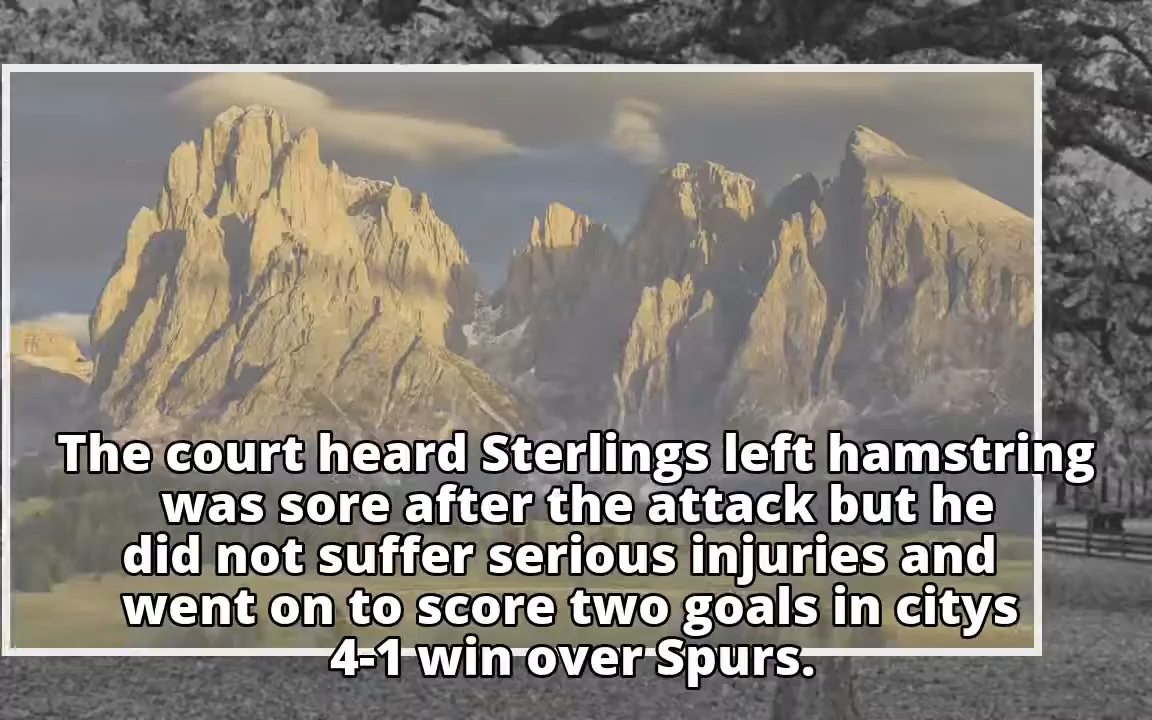 The court heard Sterlings left hamstring
was sore after the attack but he
did not suffer serious injuries and
went on to score two goals in citys
4-1 win over Spurs.